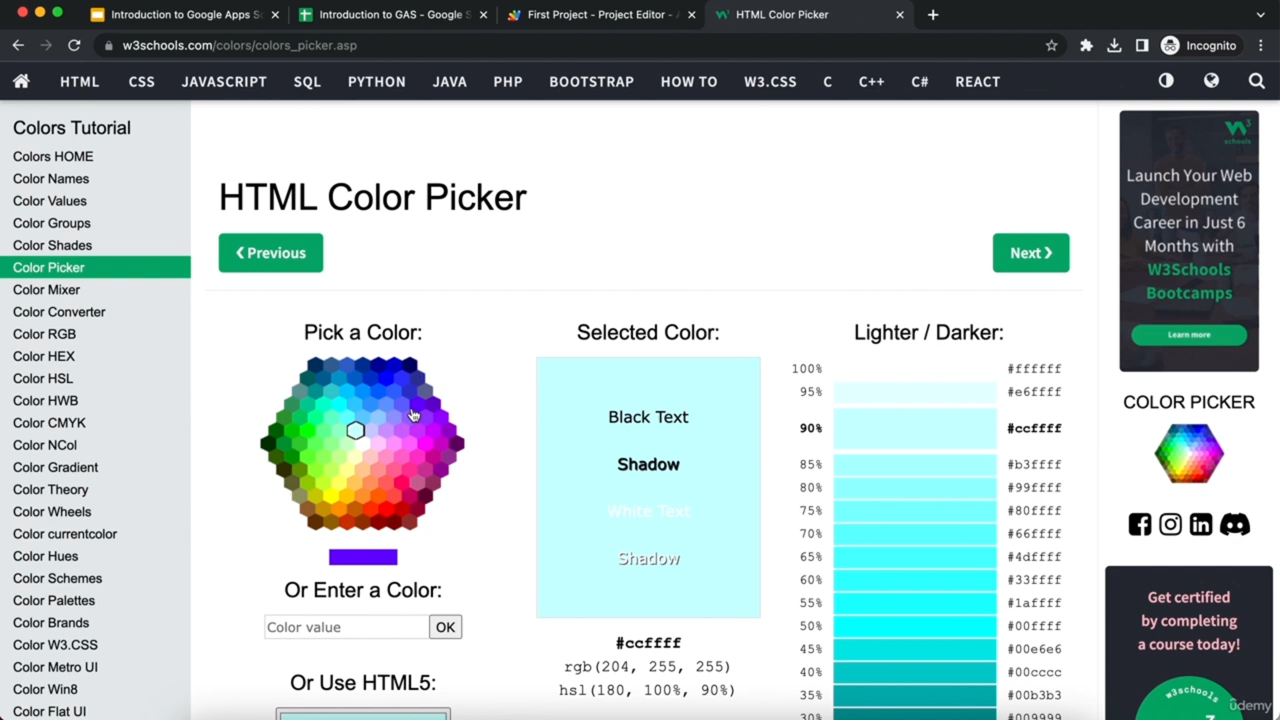 Introduction to Google Apps Sc
Introduction to GAS - Google S
First Project - Project Editor - A
HTML Color Picker
w3schools.com/colors/colors_picker.asp
Incognito
HTML
CSS
JAVASCRIPT
SQL
PYTHON
JAVA
PHP
BOOTSTRAP
HOW TO
W3.CSS
C
C++
C#
REACT
Colors Tutorial
Colors HOME
Color Names
Color Values
Color Groups
Color Shades
Color Picker
Color Mixer
Color Converter
Color RGB
Color HEX
Color HSL
Color HWB
Color CMYK
Color NCol
Color Gradient
Color Theory
Color Wheels
Color currentcolor
Color Hues
Color Schemes
Color Palettes
Color Brands
Color W3.CSS
Color Metro UI
Color Win8
Color Flat UI
HTML Color Picker
❮ Previous
Next ❯
Pick a Color:
Or Enter a Color:
Color value
OK
Or Use HTML5:
Selected Color:
Black Text
Shadow
White Text
Shadow
#ccffff
rgb(204, 255, 255)
hsl(180, 100%, 90%)
Lighter / Darker:
100% #ffffff
95% #e6ffff
90% #ccffff
85% #b3ffff
80% #99ffff
75% #80ffff
70% #66ffff
65% #4dffff
60% #33ffff
55% #1affff
50% #00ffff
45% #00e6e6
40% #00cccc
35% #00b3b3
30% #009999
W3
schools
Launch Your Web
Development
Career in Just 6
Months with
W3Schools
Bootcamps
Learn more
COLOR PICKER
Get certified
by completing
a course today!
w3schools
udemy